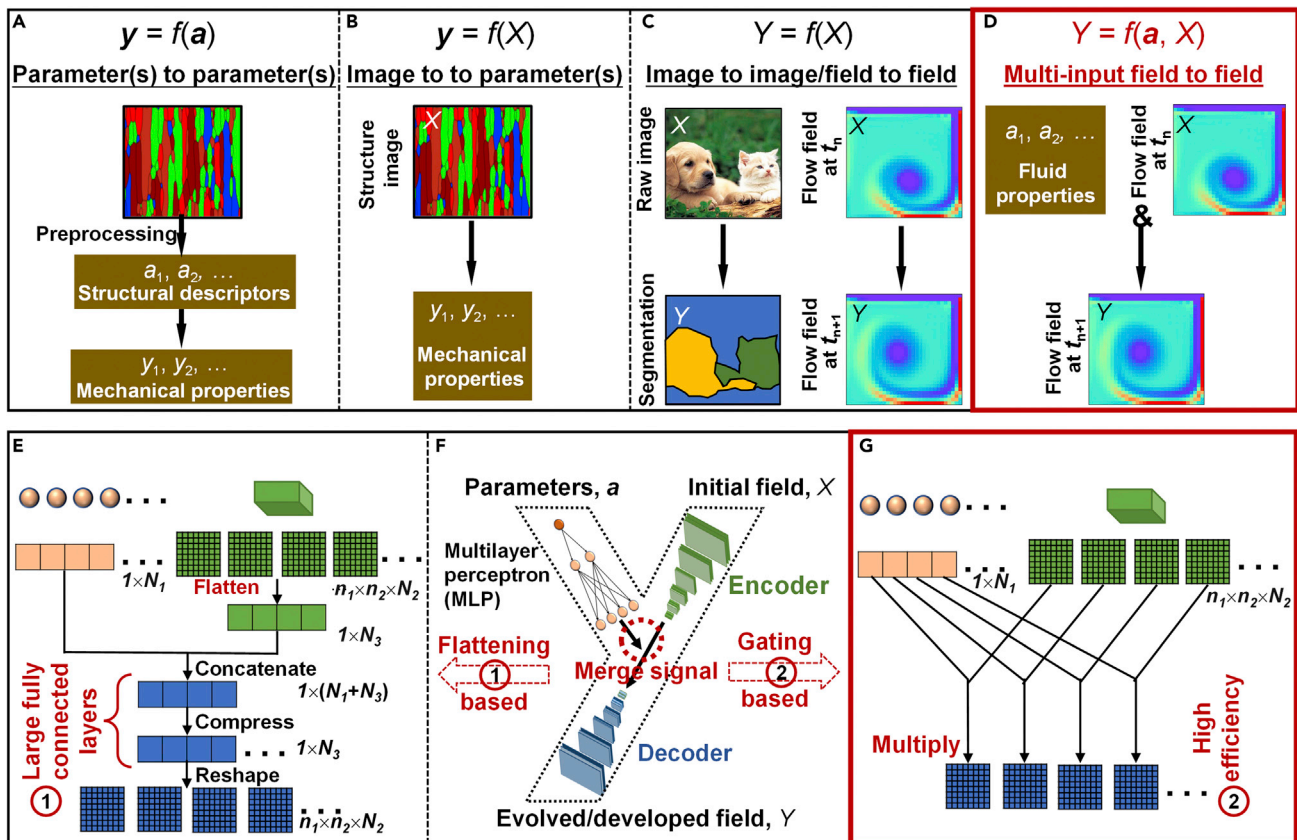 A
y = f(a)
Parameter(s) to parameter(s)
Preprocessing
a1, a2, ...
Structural descriptors
y1, y2, ...
Mechanical properties
B
y = f(X)
Image to to parameter(s)
Structure
image
X
y1, y2, ...
Mechanical
properties
C
Y = f(X)
Image to image/field to field
Raw image
X
Flow field
at tn
X
Segmentation
Y
Flow field
at tn+1
Y
D
Y = f(a, X)
Multi-input field to field
a1, a2, ...
Fluid
properties
&
Flow field
at tn
X
Flow field
at tn+1
Y
E
...
...
1×N1
Flatten
n1×n2×N2
1×N3
Concatenate
1×(N1+N3)
Compress
... 1×N3
Reshape
...
n1×n2×N2
Large fully
connected
layers
1
F
Parameters, a
Initial field, X
Multilayer
perceptron
(MLP)
Encoder
Flattening
1
based
Merge signal
Gating
2
based
Decoder
Evolved/developed field, Y
G
...
...
1×N1
n1×n2×N2
Multiply
...
High
efficiency
2